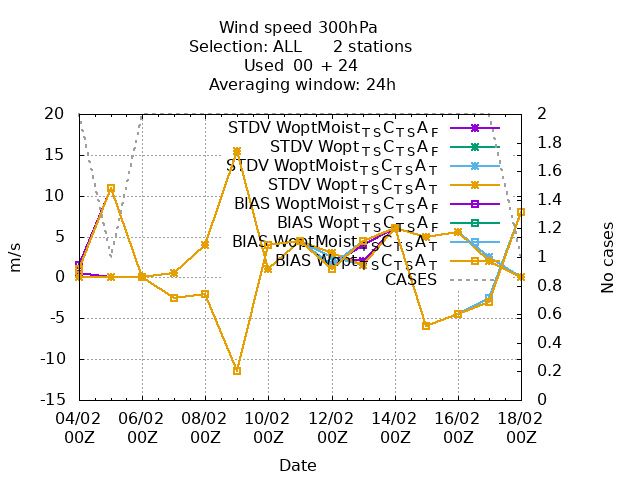 Wind speed 300hPa
Selection: ALL 2 stations
Used 00 + 24
Averaging window: 24h
20
15
10
5
0
-5
-10
-15
m/s
2
1.8
1.6
1.4
1.2
1
0.8
0.6
0.4
0.2
0
No cases
STDV WoptMoist_TS C_TS A_F
STDV Wopt_TS C_TS A_F
STDV WoptMoist_TS C_TS A_T
STDV Wopt_TS C_TS A_T
BIAS WoptMoist_TS C_TS A_F
BIAS Wopt_TS C_TS A_F
BIAS WoptMoist_TS C_TS A_T
BIAS Wopt_TS C_TS A_T
CASES
04/02 06/02 08/02 10/02 12/02 14/02 16/02 18/02
00Z 00Z 00Z 00Z 00Z 00Z 00Z 00Z
Date